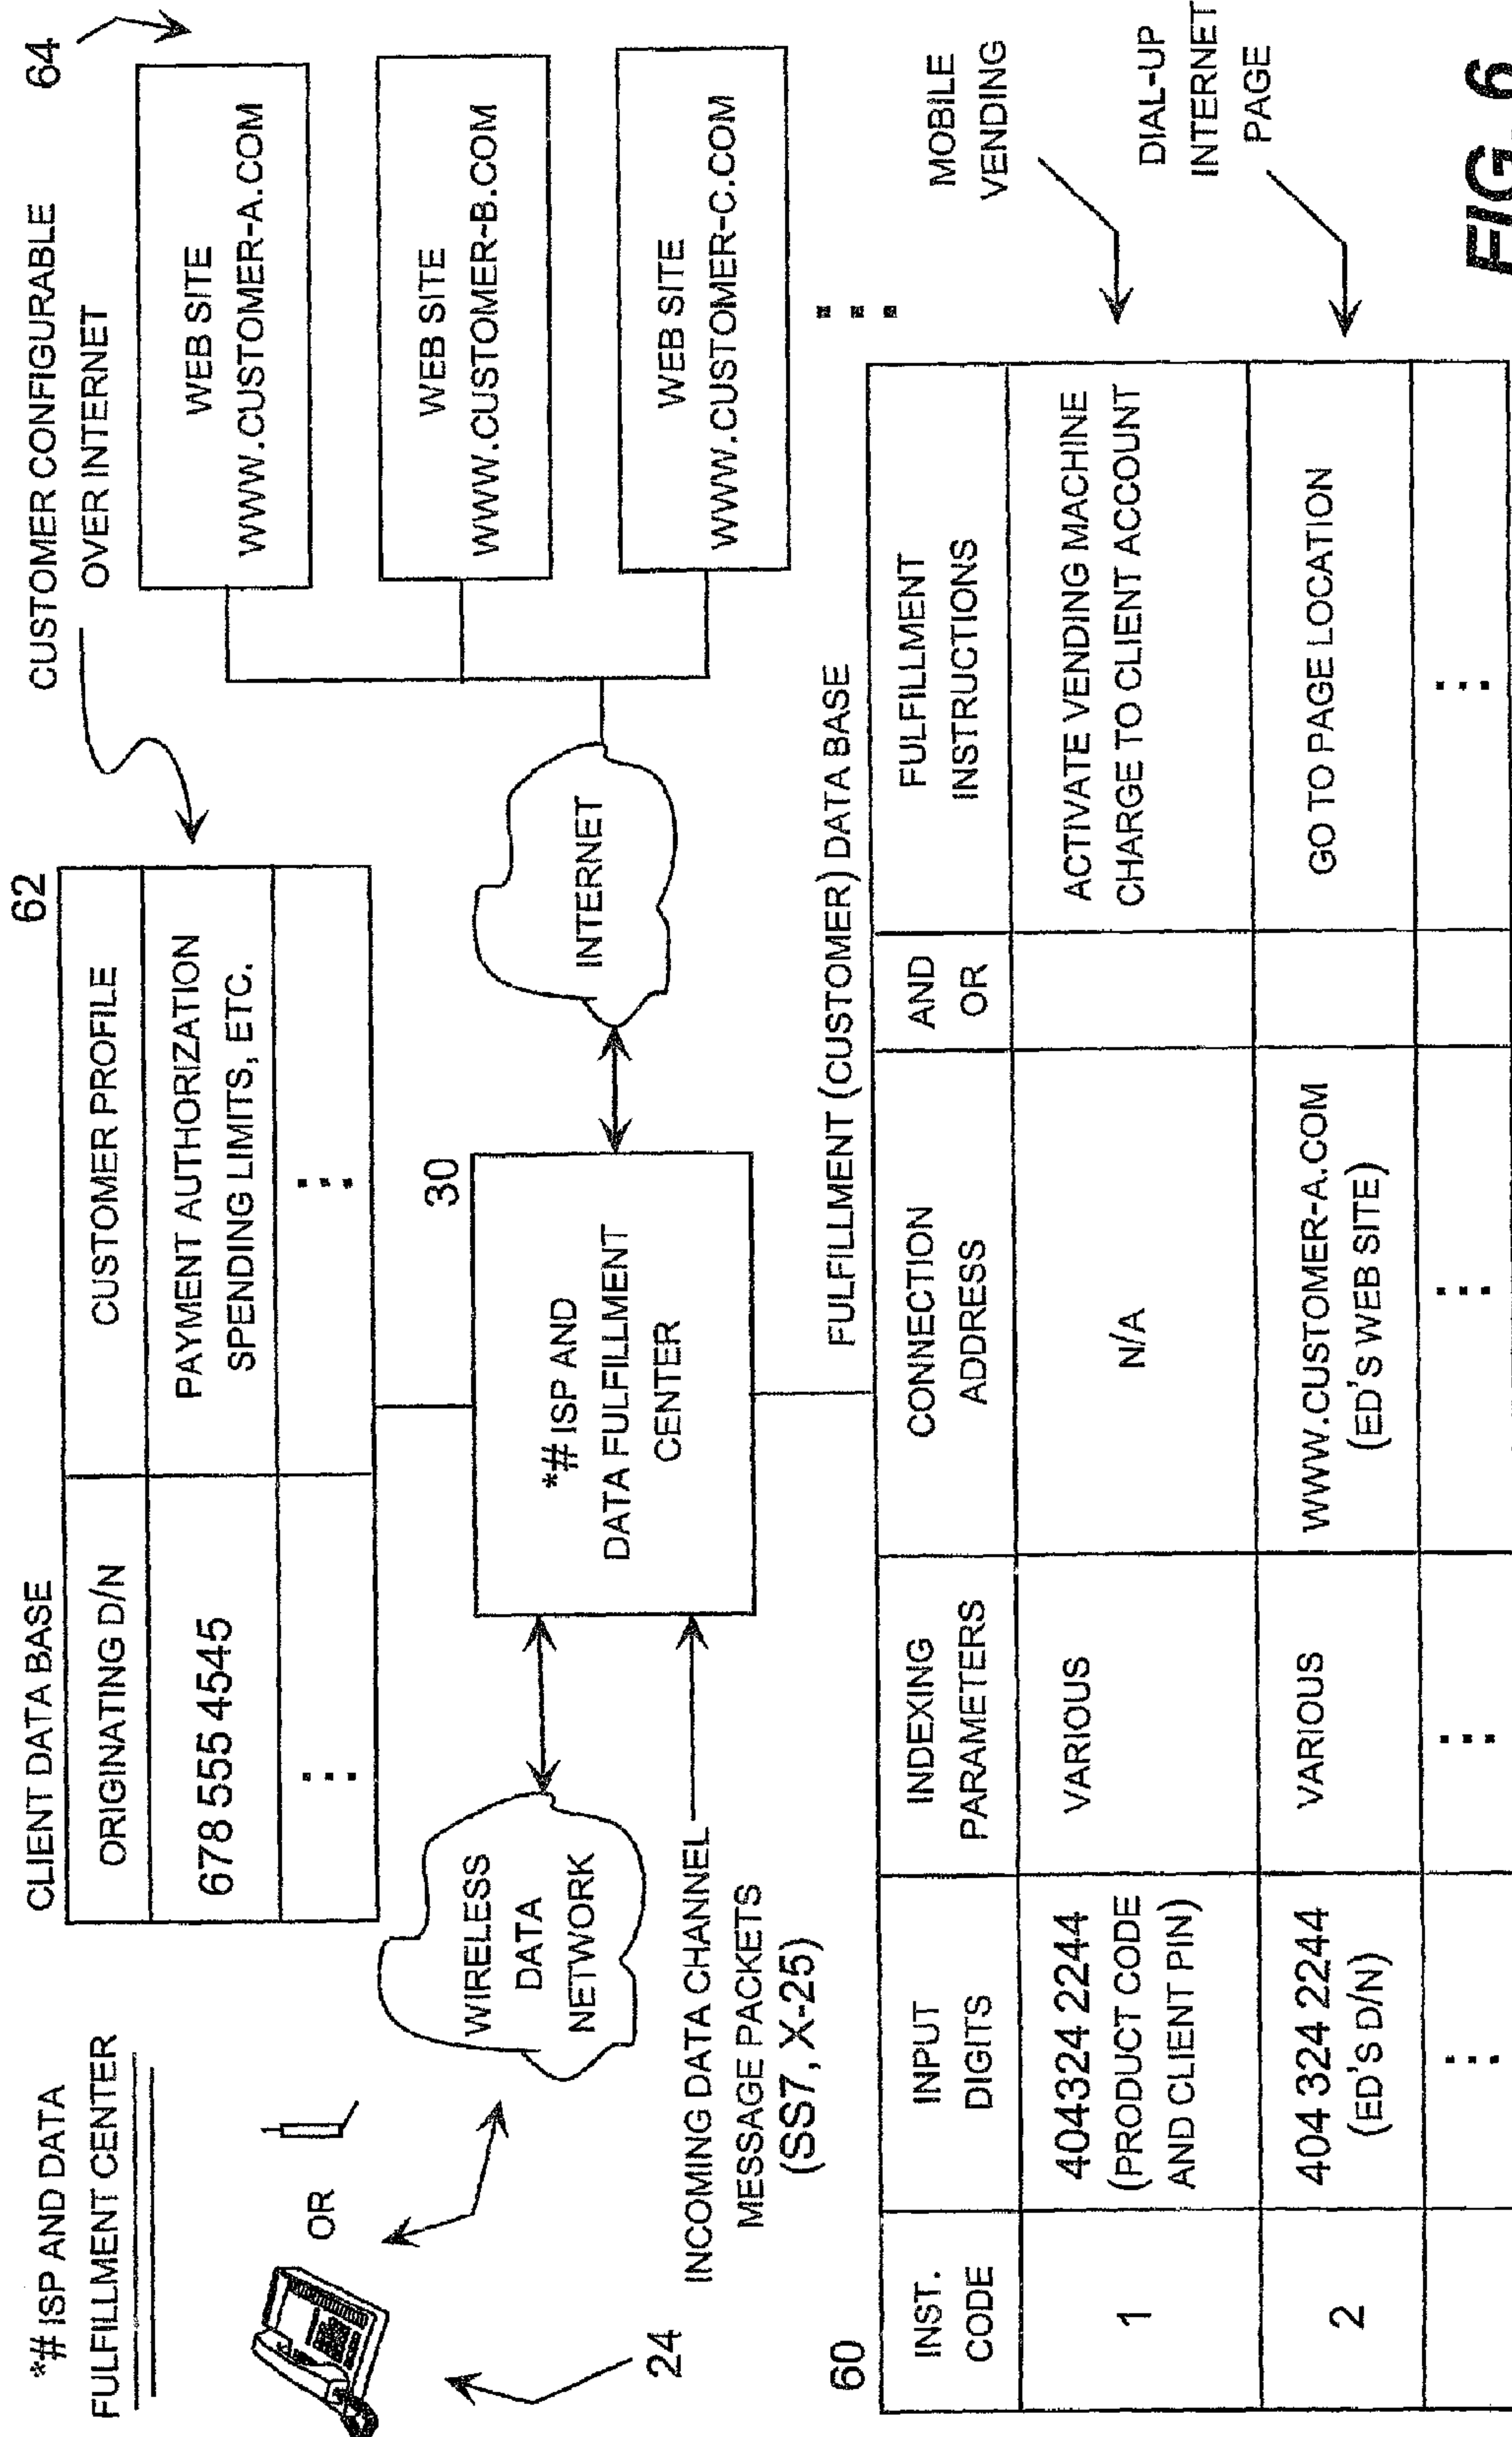 *# ISP AND DATA
FULFILLMENT CENTER
OR
24
WIRELESS
DATA
NETWORK
INCOMING DATA CHANNEL
MESSAGE PACKETS
(SS7, X-25)
CLIENT DATA BASE
62
ORIGINATING D/N
CUSTOMER PROFILE
678 555 4545
PAYMENT AUTHORIZATION
SPENDING LIMITS, ETC.
⋮
⋮
30
*# ISP AND
DATA FULFILLMENT
CENTER
INTERNET
CUSTOMER CONFIGURABLE
OVER INTERNET
64
WEB SITE
WWW.CUSTOMER-A.COM
WEB SITE
WWW.CUSTOMER-B.COM
WEB SITE
WWW.CUSTOMER-C.COM
⋮
60
FULFILLMENT (CUSTOMER) DATA BASE
INST.
CODE
INPUT
DIGITS
INDEXING
PARAMETERS
CONNECTION
ADDRESS
AND
OR
FULFILLMENT
INSTRUCTIONS
1
404324 2244
(PRODUCT CODE
AND CLIENT PIN)
VARIOUS
N/A
ACTIVATE VENDING MACHINE
CHARGE TO CLIENT ACCOUNT
MOBILE
VENDING
2
404 324 2244
(ED'S D/N)
VARIOUS
WWW.CUSTOMER-A.COM
(ED'S WEB SITE)
GO TO PAGE LOCATION
DIAL-UP
INTERNET
PAGE
⋮
⋮
⋮
⋮
FIG. 6